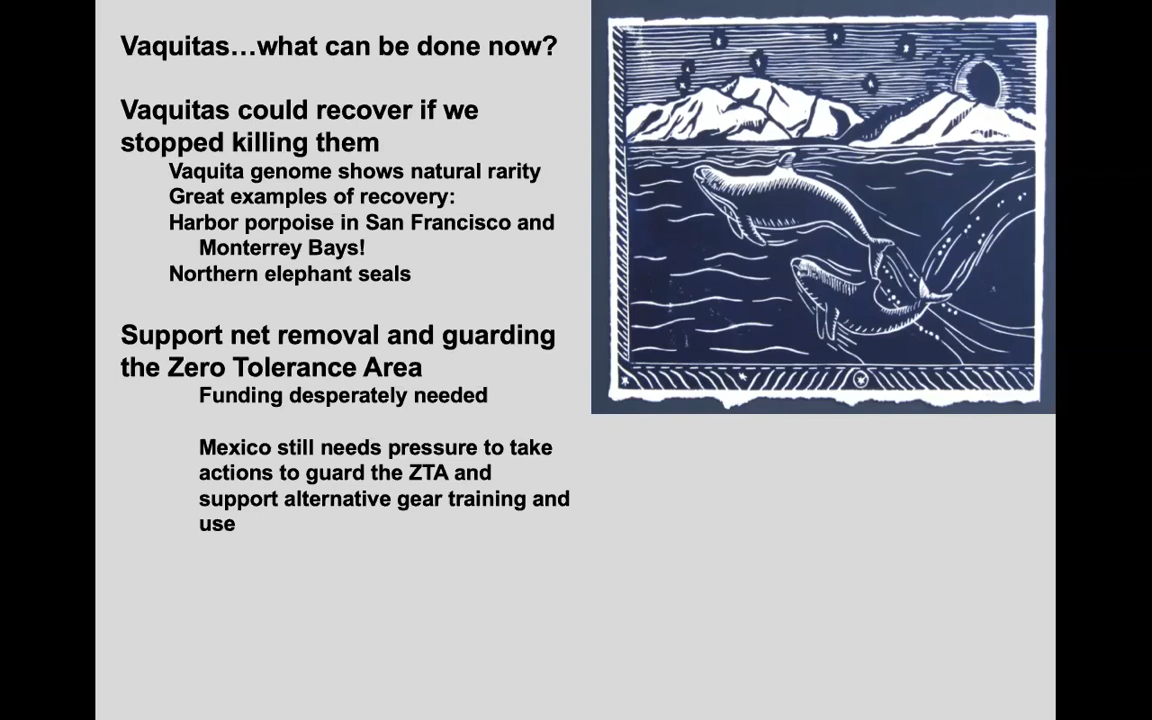 Vaquitas…what can be done now?
Vaquitas could recover if we
stopped killing them
Vaquita genome shows natural rarity
Great examples of recovery:
Harbor porpoise in San Francisco and
Monterrey Bays!
Northern elephant seals
Support net removal and guarding
the Zero Tolerance Area
Funding desperately needed
Mexico still needs pressure to take
actions to guard the ZTA and
support alternative gear training and
use